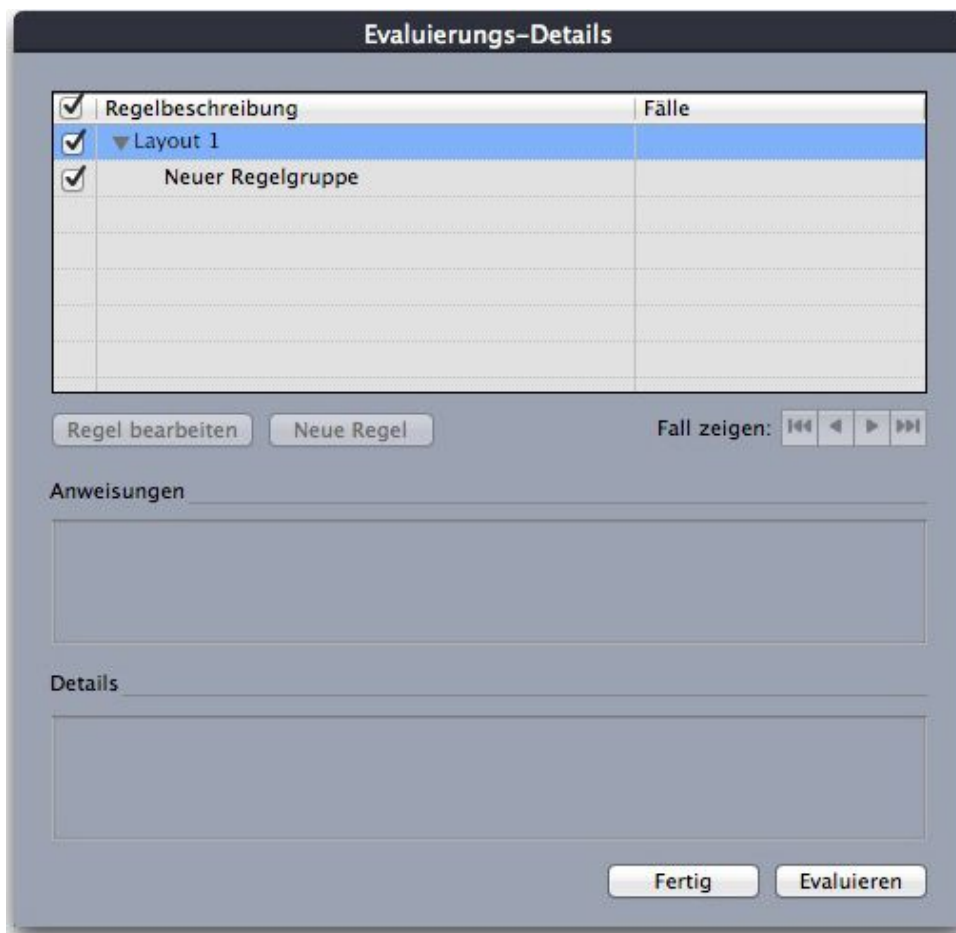 Evaluierungs-Details
Regelbeschreibung Fälle
Layout 1
Neuer Regelgruppe
Regel bearbeiten Neue Regel Fall zeigen:
Anweisungen
Details
Fertig Evaluieren